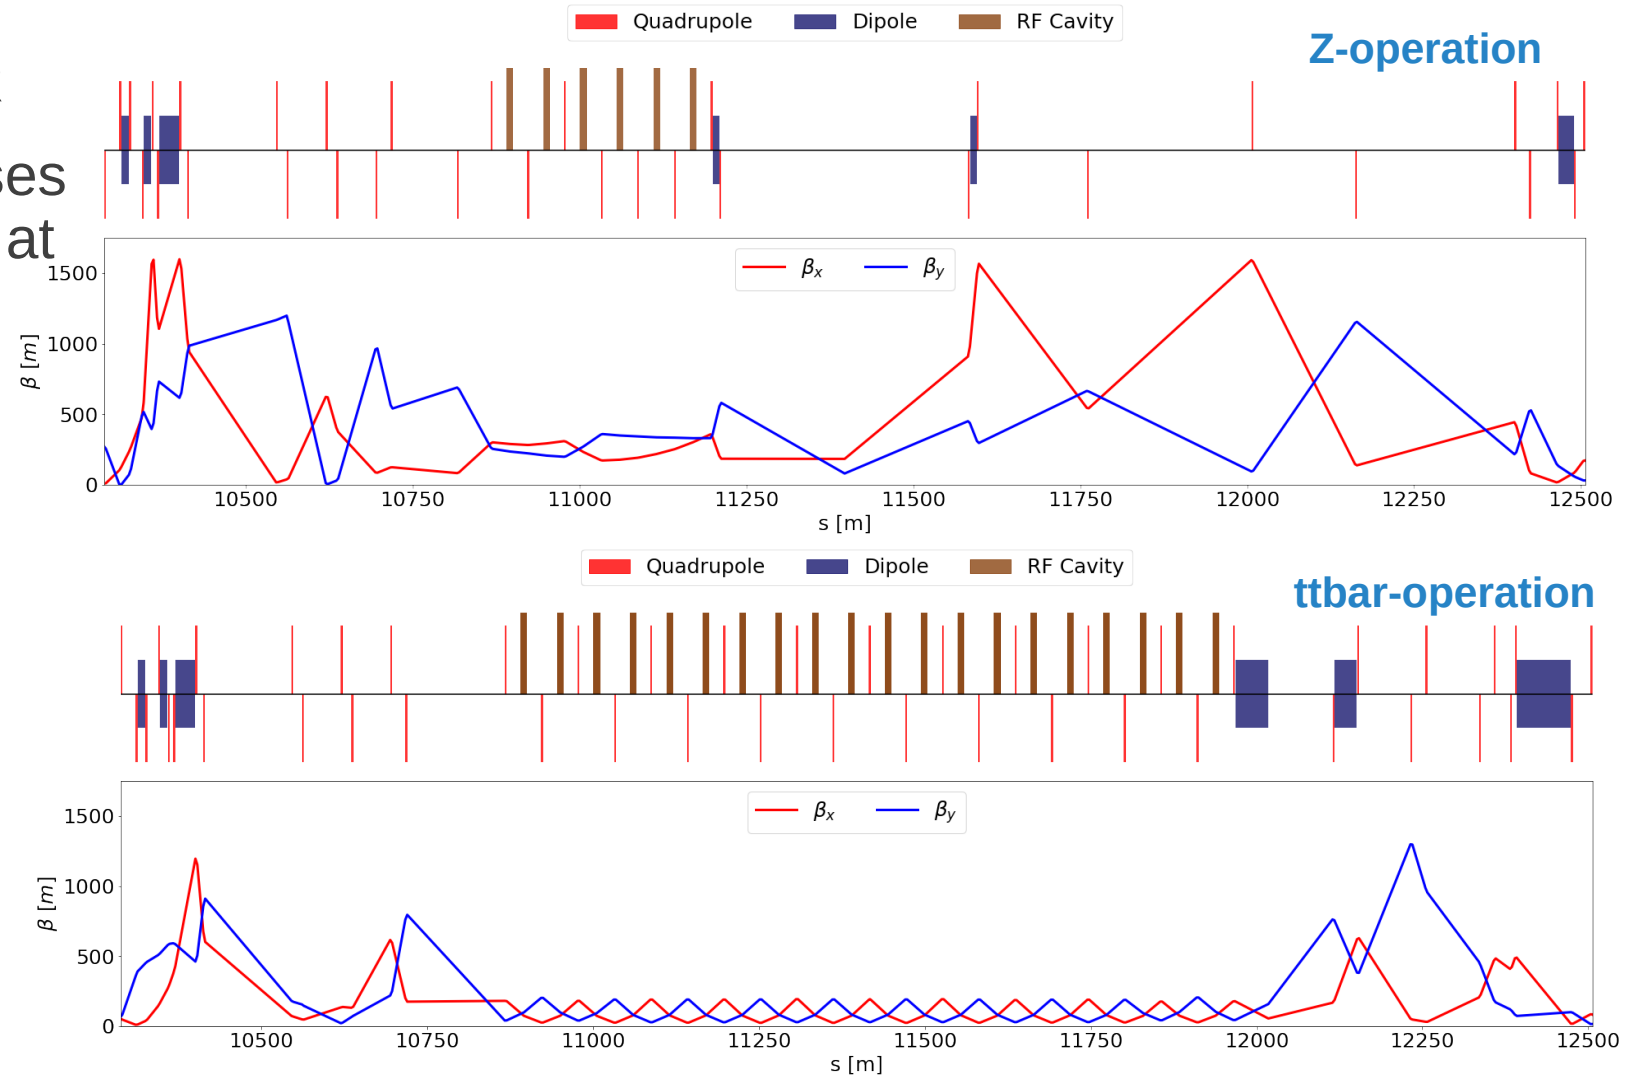 Quadrupole Dipole RF Cavity
Z-operation
ses
at
βx βy
1500
1000
500
0
β [m]
10500 10750 11000 11250 11500 11750 12000 12250 12500
s [m]
Quadrupole Dipole RF Cavity
ttbar-operation
βx βy
1500
1000
500
0
β [m]
10500 10750 11000 11250 11500 11750 12000 12250 12500
s [m]